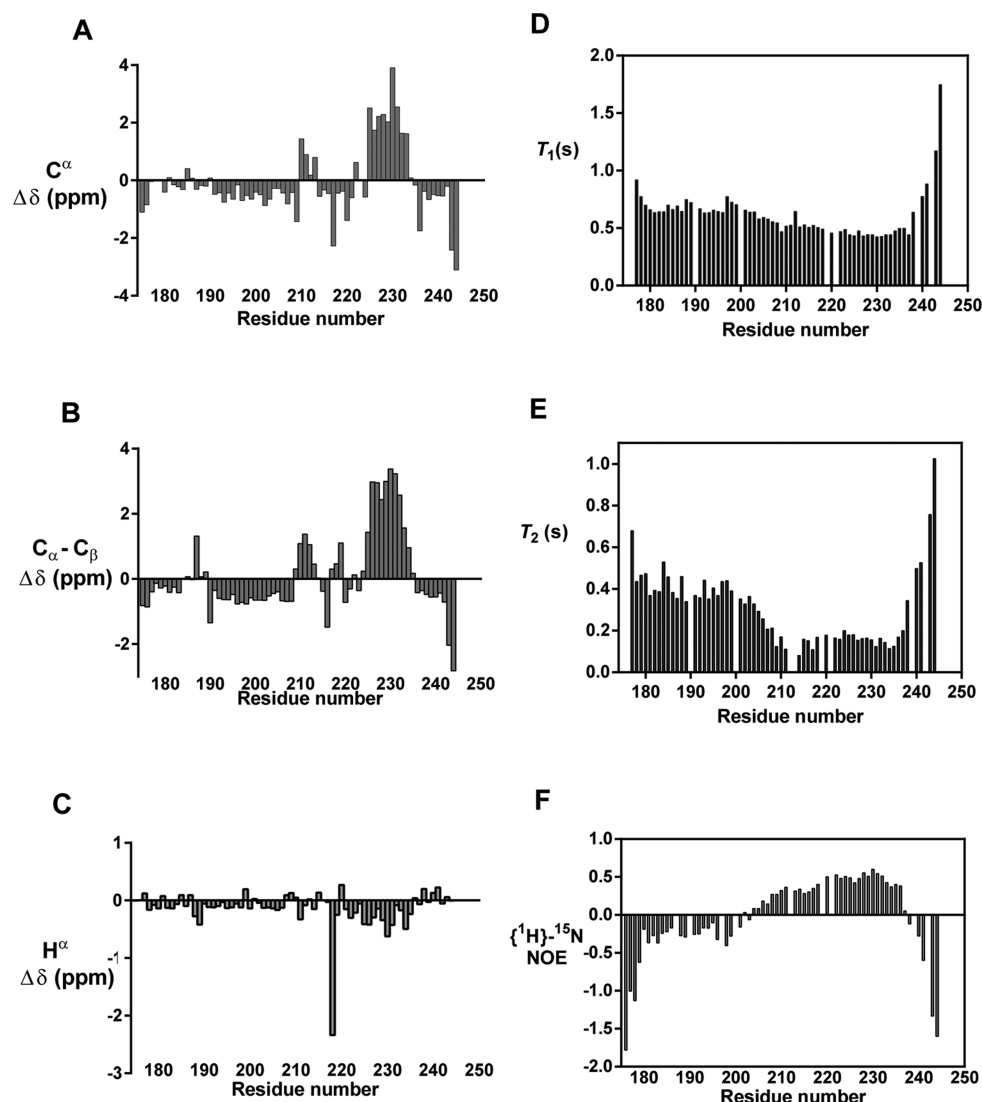 A
4
2
0
-2
-4
Cα
Δδ (ppm)
180 190 200 210 220 230 240 250
Residue number
B
4
2
0
-2
Cα - Cβ
Δδ (ppm)
180 190 200 210 220 230 240 250
Residue number
C
1
0
-1
-2
-3
Hα
Δδ (ppm)
180 190 200 210 220 230 240 250
Residue number
D
2.0
1.5
1.0
0.5
0.0
T1(s)
180 190 200 210 220 230 240 250
Residue number
E
1.0
0.8
0.6
0.4
0.2
0.0
T2 (s)
180 190 200 210 220 230 240 250
Residue number
F
1.0
0.5
0.0
-0.5
-1.0
-1.5
-2.0
{1H}-15N
NOE
180 190 200 210 220 230 240 250
Residue number